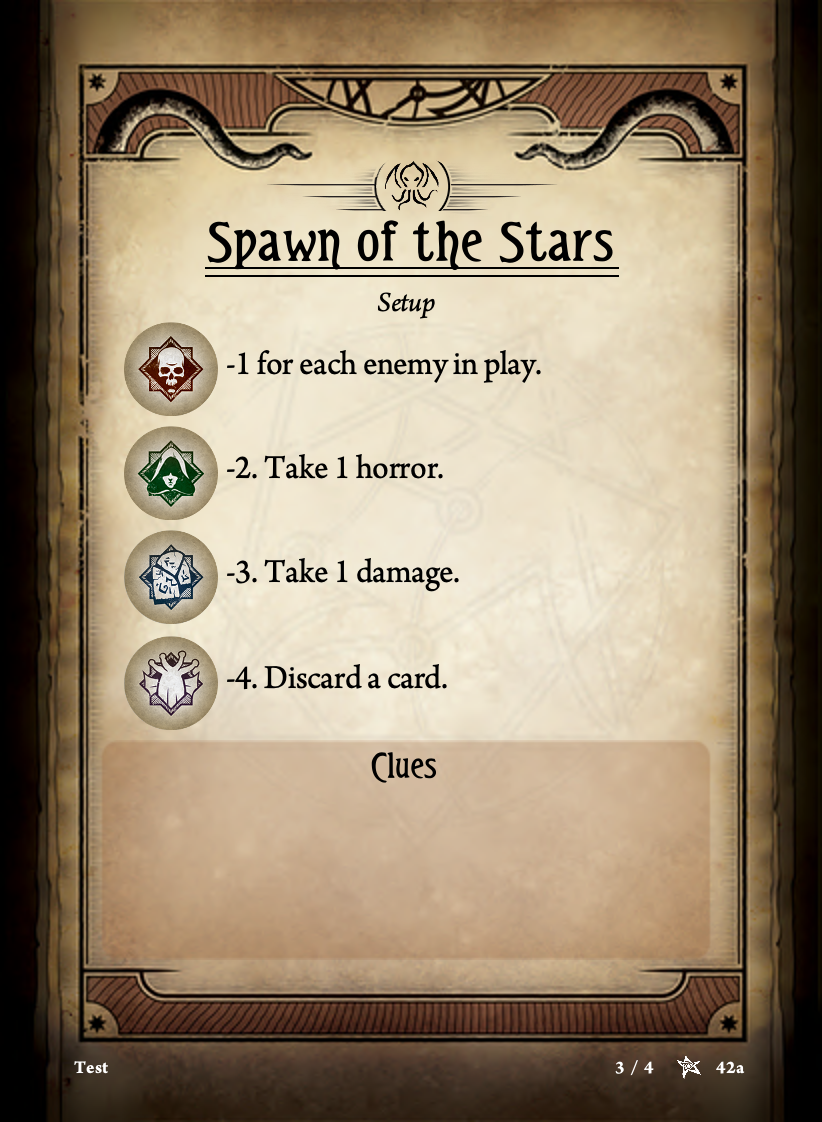 Spawn of the Stars
Setup
-1 for each enemy in play.
-2. Take 1 horror.
-3. Take 1 damage.
-4. Discard a card.
Clues
Test 3 / 4 42a